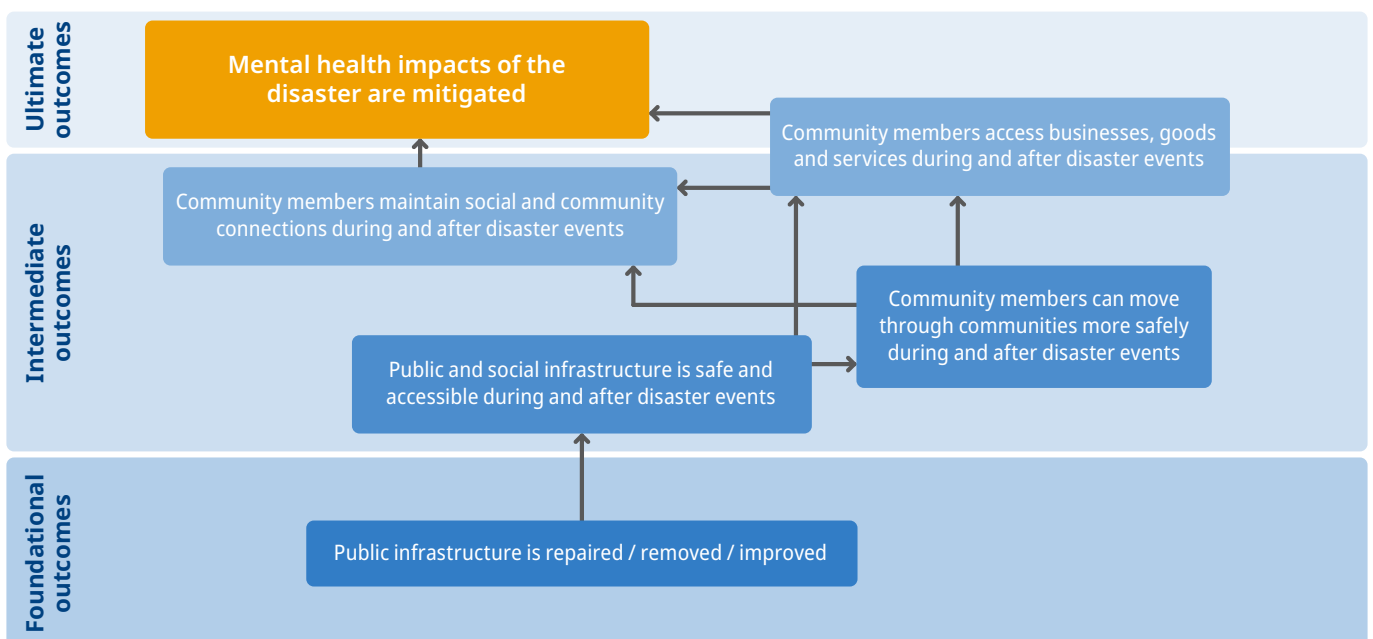 Ultimate
outcomes
Mental health impacts of the
disaster are mitigated
Community members access businesses, goods
and services during and after disaster events
Intermediate
outcomes
Community members maintain social and community
connections during and after disaster events
Community members can move
through communities more safely
during and after disaster events
Public and social infrastructure is safe and
accessible during and after disaster events
Foundational
outcomes
Public infrastructure is repaired / removed / improved